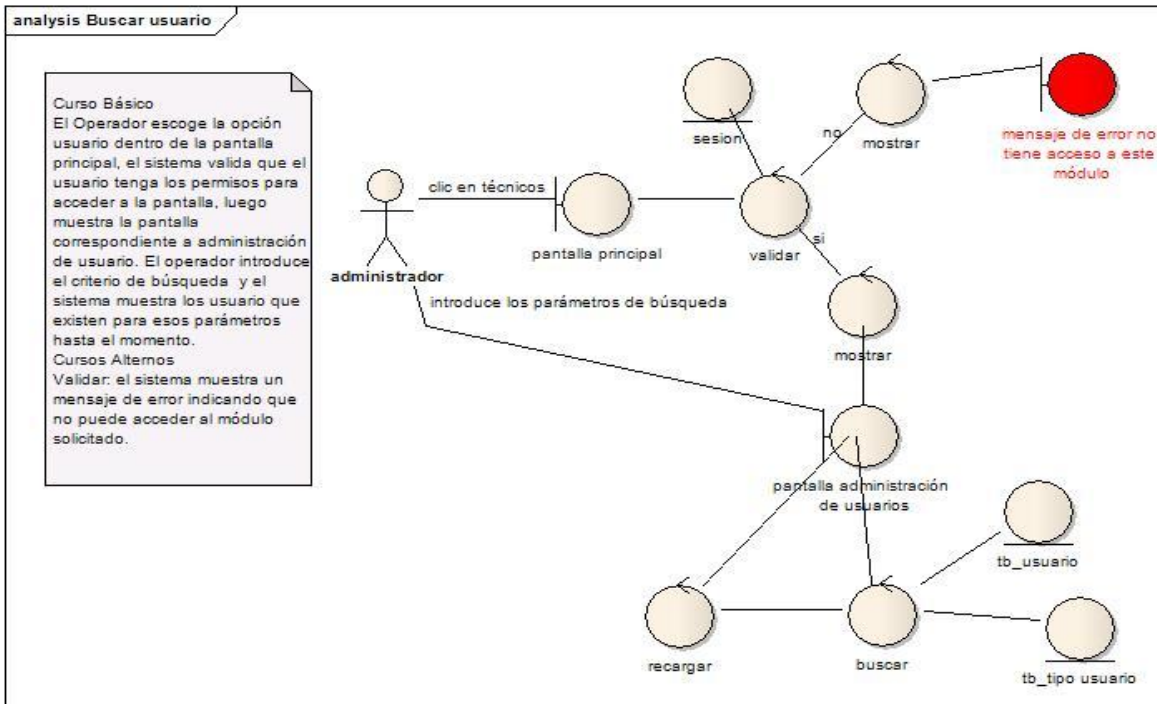 analysis Buscar usuario
Curso Básico
El Operador escoge la opción
usuario dentro de la pantalla
principal, el sistema valida que el
usuario tenga los permisos para
acceder a la pantalla, luego
muestra la pantalla
correspondiente a administración
de usuario. El operador introduce
el criterio de búsqueda y el
sistema muestra los usuario que
existen para esos parámetros
hasta el momento.
Cursos Alternos
Validar: el sistema muestra un
mensaje de error indicando que
no puede acceder al módulo
solicitado.
sesion
no
mostrar
mensaje de error no
tiene acceso a este
módulo
clic en técnicos
pantalla principal
validar
si
administrador
introduce los parámetros de búsqueda
mostrar
pantalla administración
de usuarios
tb_usuario
recargar
buscar
tb_tipo usuario